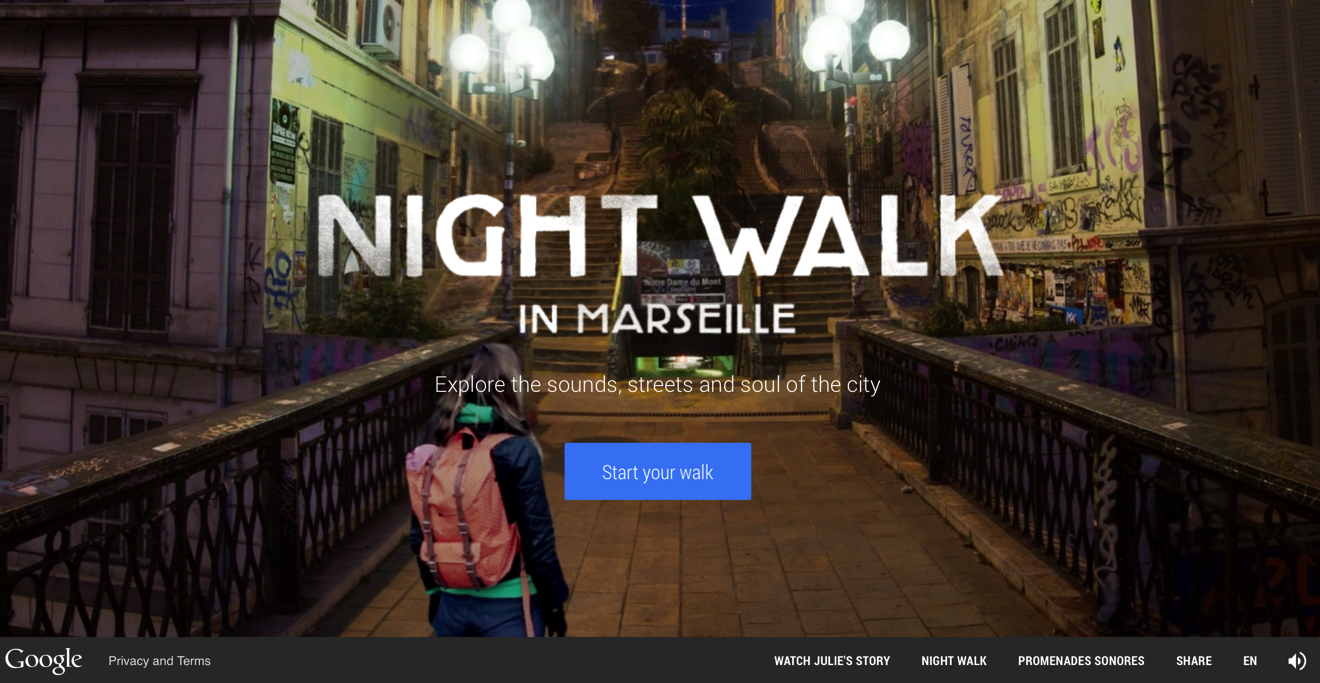 NIGHT WALK
Notre Dame du Mont
IN MARSEILLE
Explore the sounds, streets and soul of the city
Start your walk
Google
Privacy and Terms
WATCH JULIE'S STORY
NIGHT WALK
PROMENADES SONORES
SHARE
EN